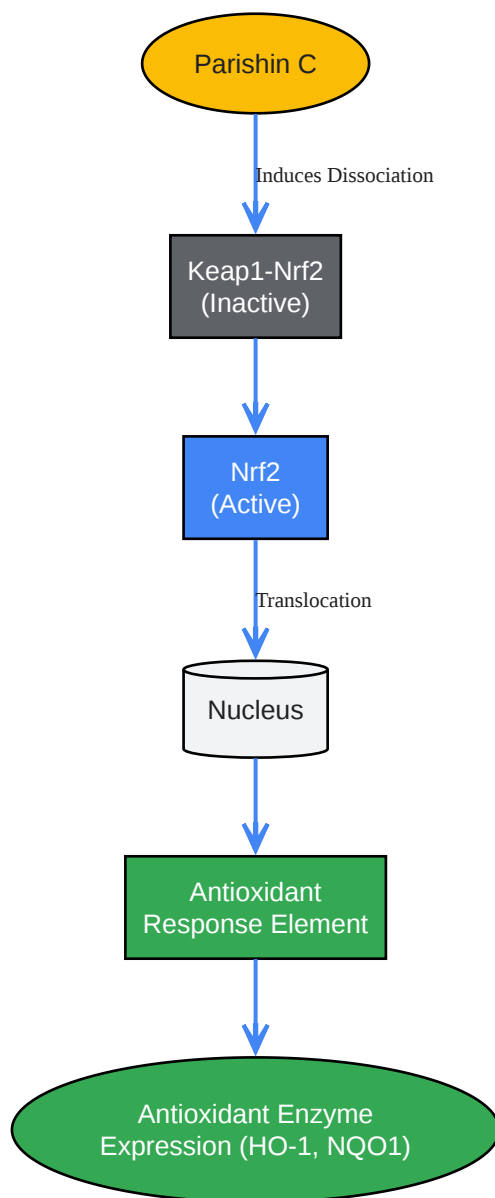 Parishin C
Induces Dissociation
Keap1-Nrf2
(Inactive)
Nrf2
(Active)
Translocation
Nucleus
Antioxidant
Response Element
Antioxidant Enzyme
Expression (HO-1, NQO1)